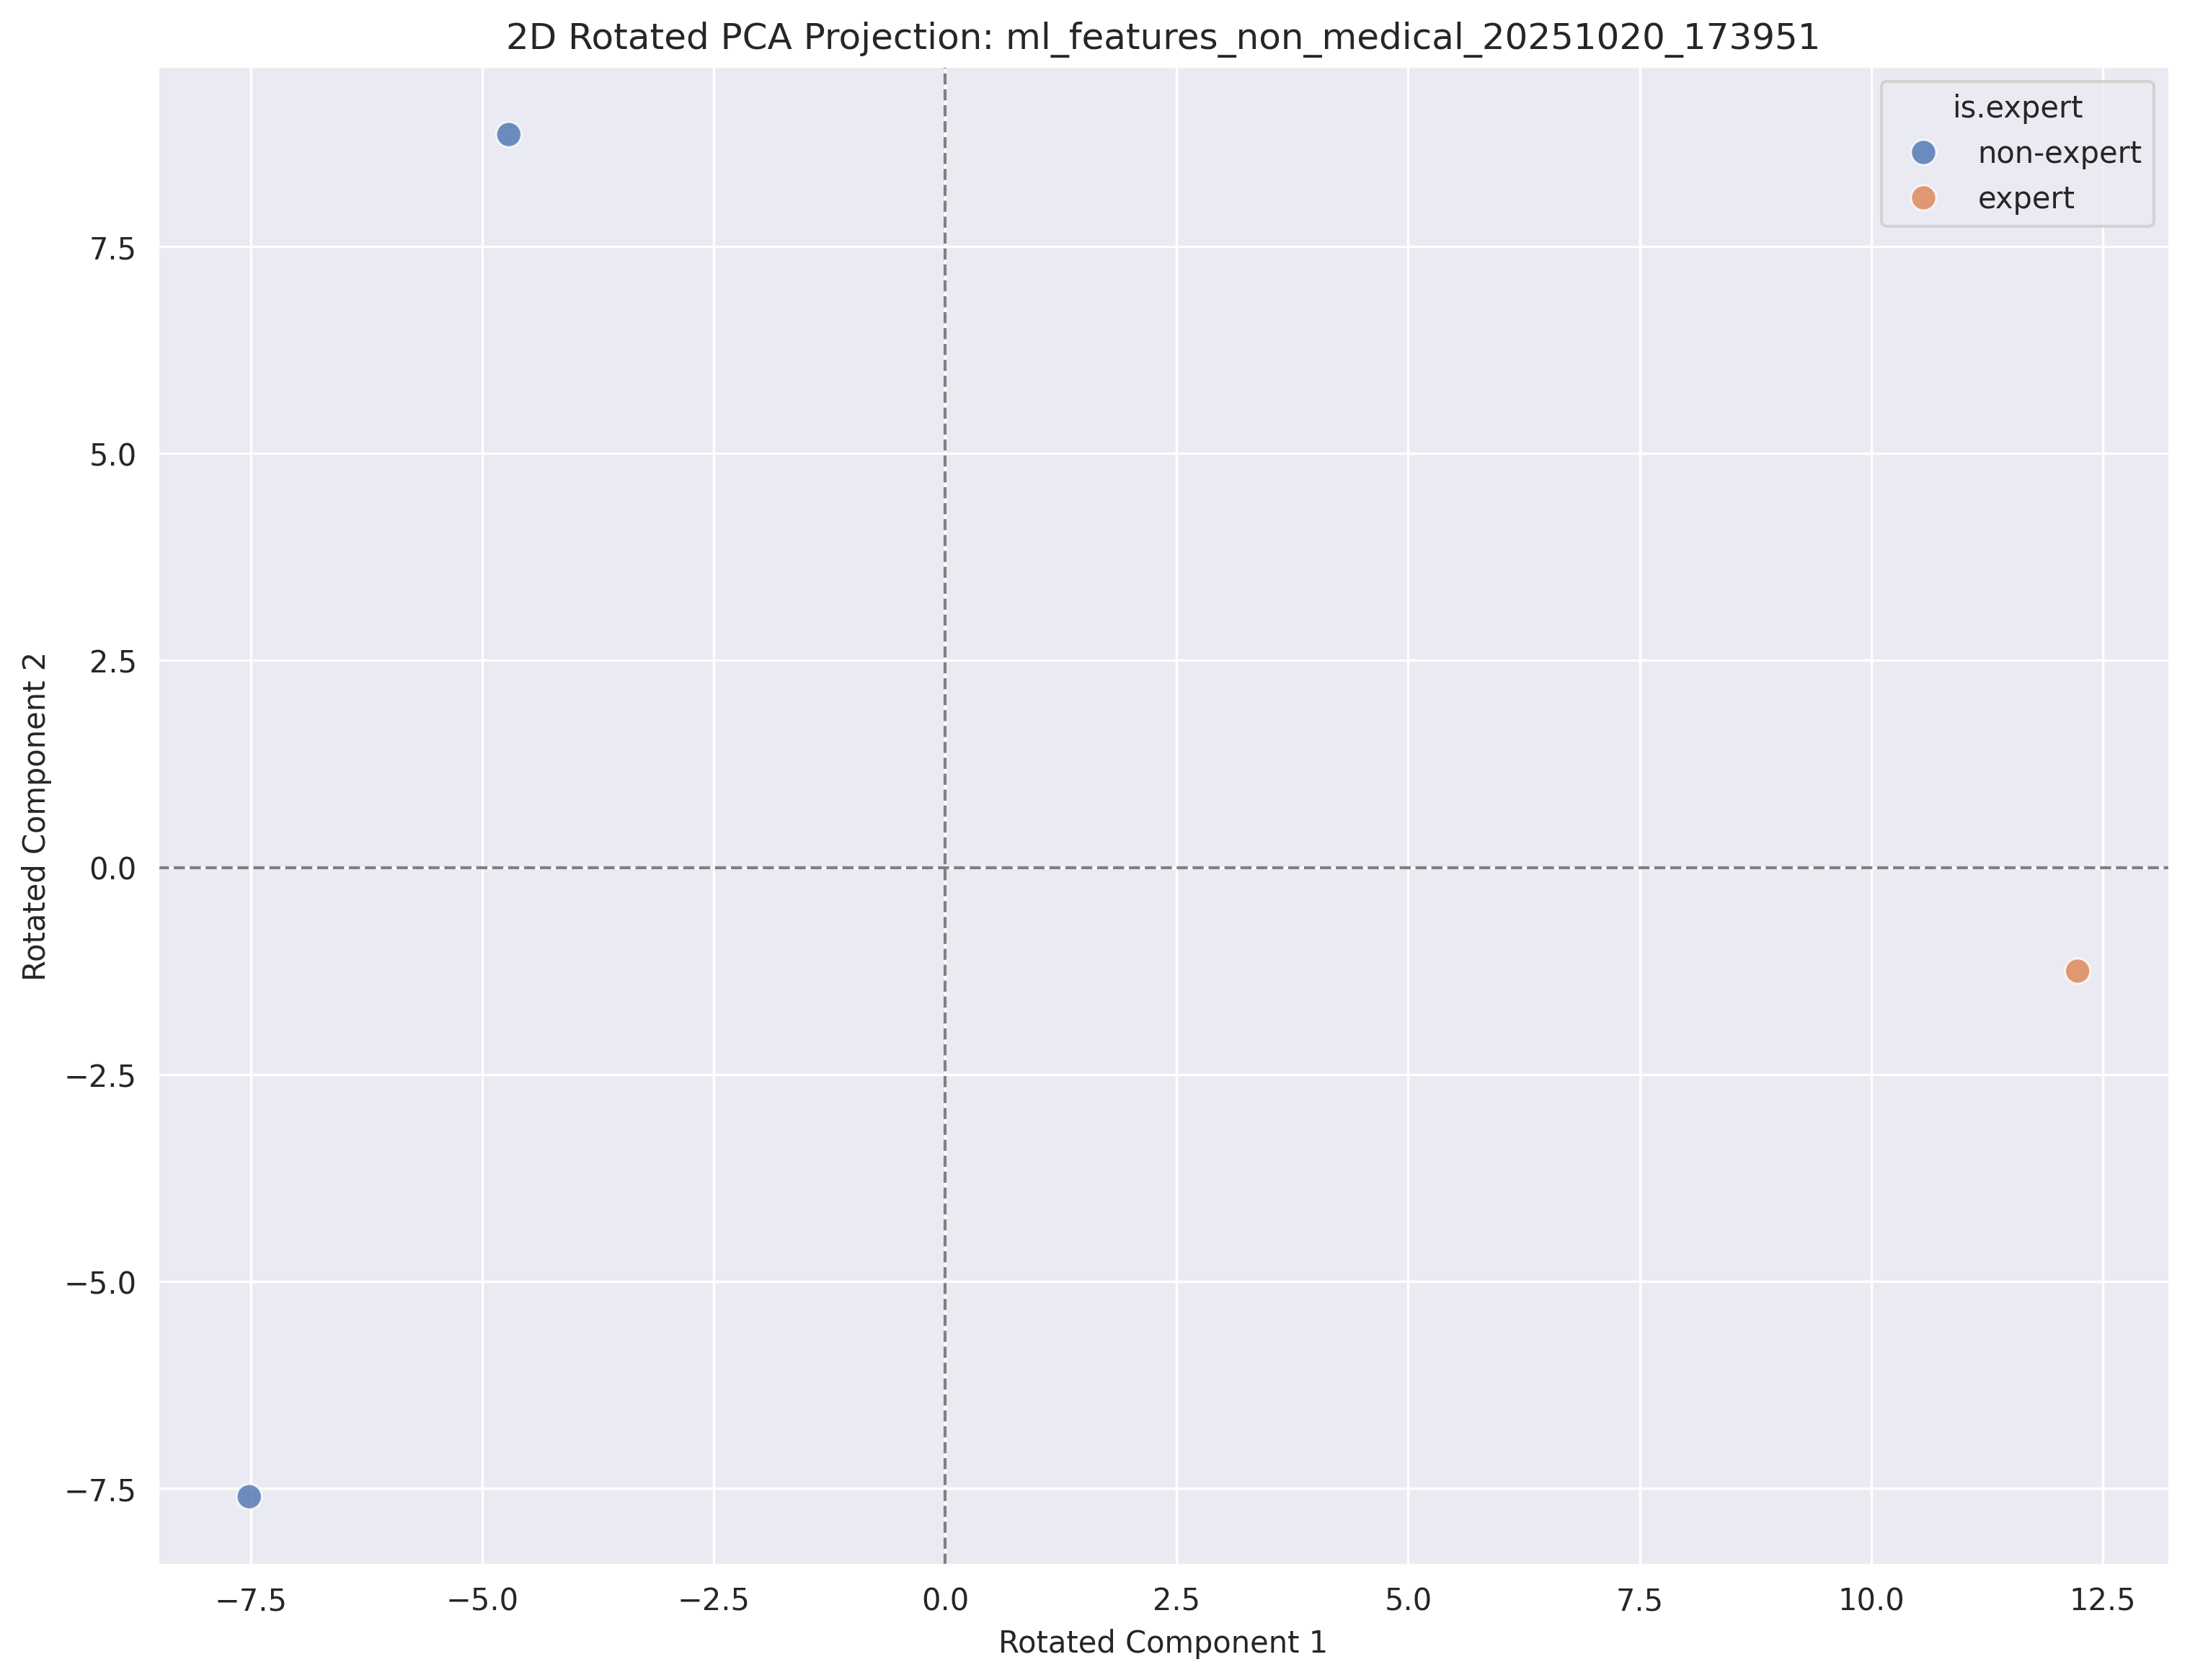 2D Rotated PCA Projection: ml_features_non_medical_20251020_173951
is.expert
non-expert
expert
7.5
5.0
2.5
0.0
−2.5
−5.0
−7.5
Rotated Component 2
−7.5
−5.0
−2.5
0.0
2.5
5.0
7.5
10.0
12.5
Rotated Component 1